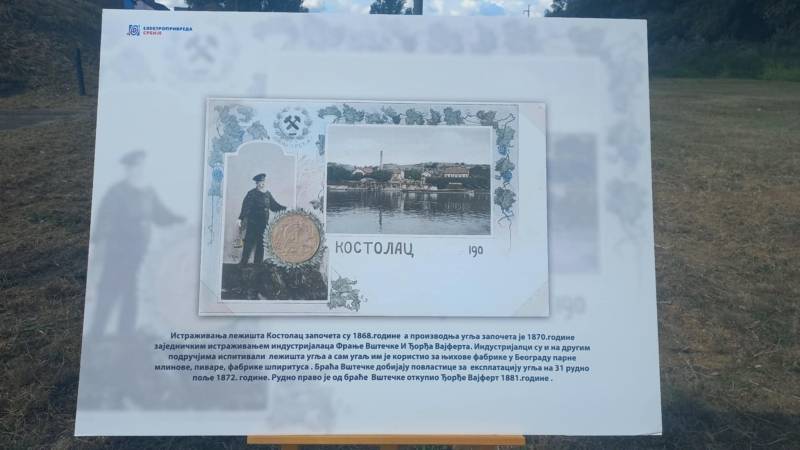 ЕЛЕКТРОПРИВРЕДА
СРБИЈЕ
КОСТОЛАЦ 190
Истраживања лежишта Костолац започета су 1868.године а производња угља започета је 1870.године
заједничким истраживањем индустријалаца Фрање Вштечке И Ђорђа Вајферта. Индустријалци су и на другим
подручјима испитивали лежишта угља а сам угаљ им је користио за њихове фабрике у Београду парне
млинове, пиваре, фабрике шпиритуса . Браћа Вштечке добијају повластице за експлатацију угља на 31 рудно
поље 1872. године. Рудно право је од браће Вштечке откупио Ђорђе Вајферт 1881.године .
190